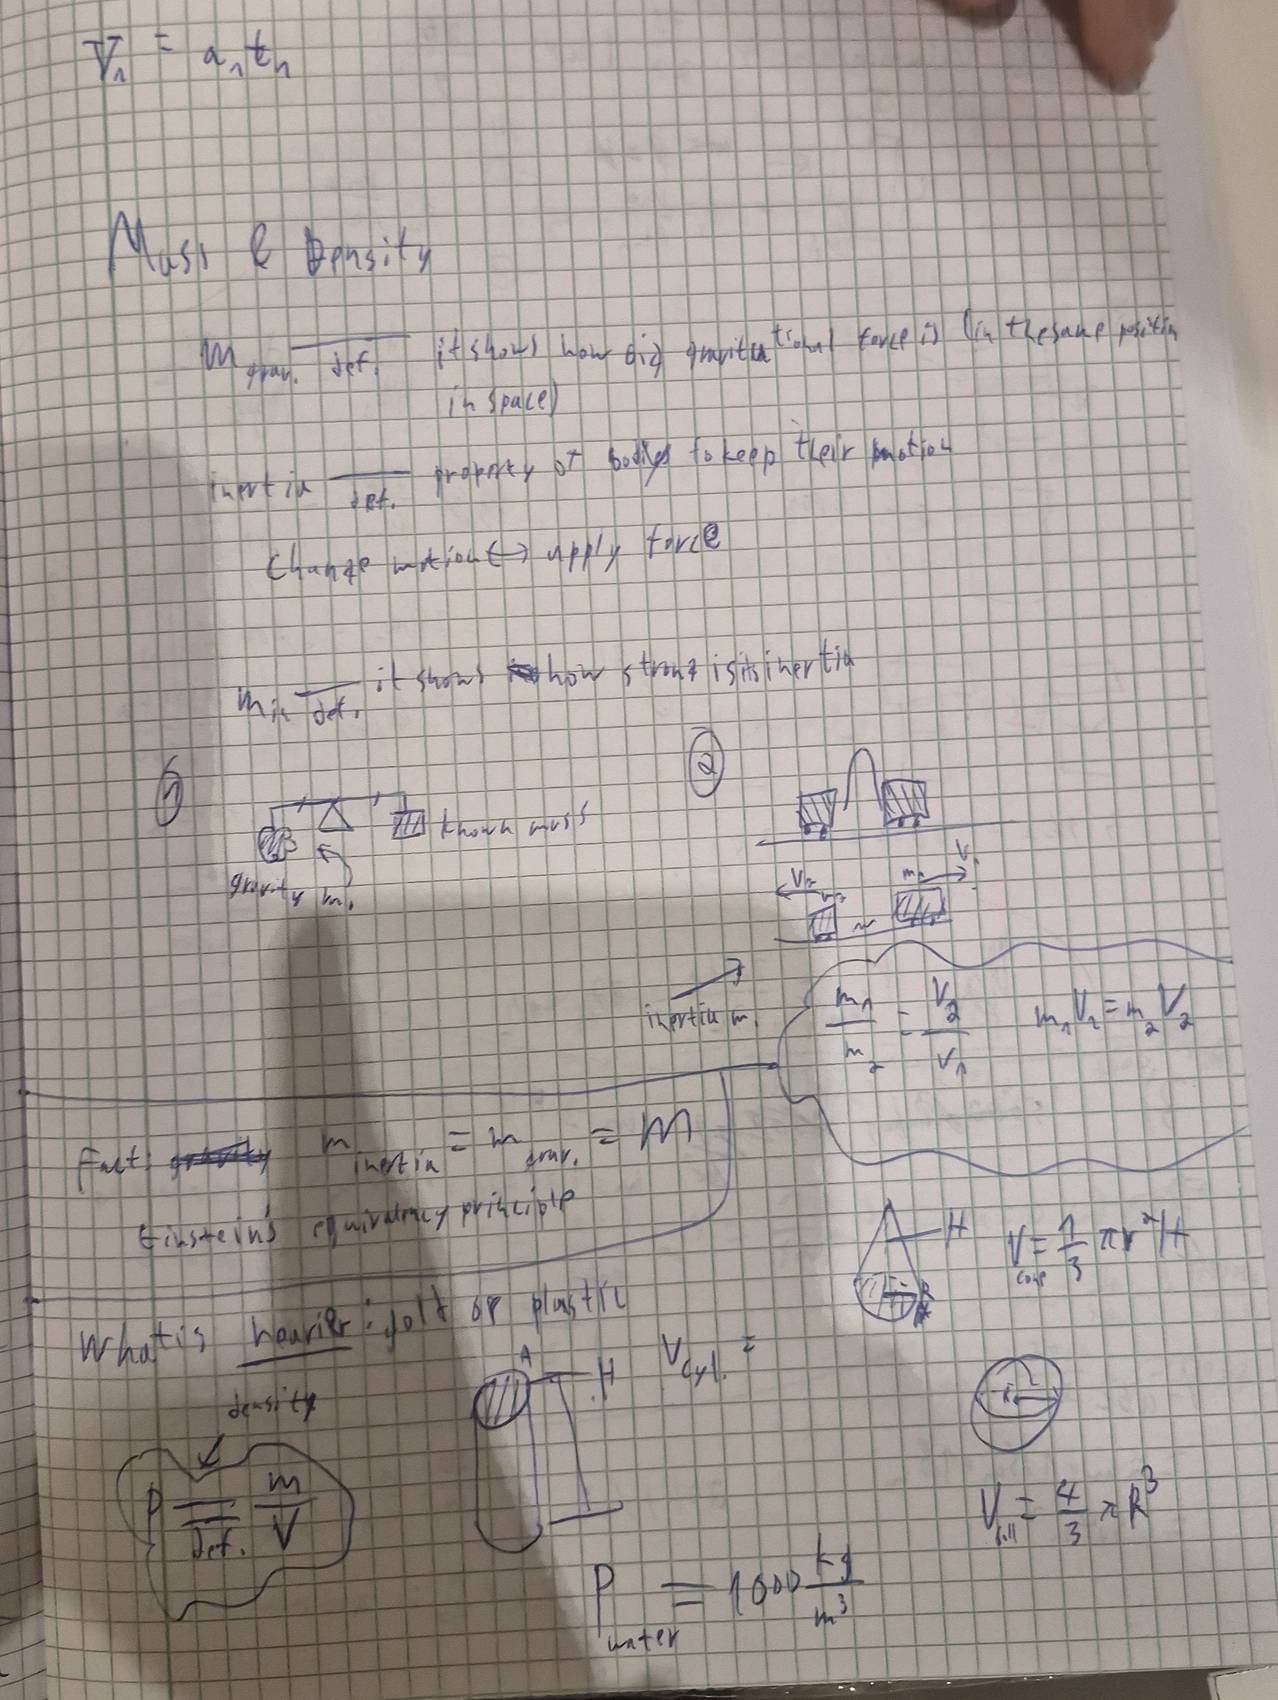 V₁ = a₁t₁
Mass & Density
m grav. def. it shows how big gravitational force is (in the same position
in space)
inertia def. property of bodies to keep their motion
Change motion ↔ apply force
m in def. it shows how strong is its inertia
①
②
known mass
gravity m.
V₂
m₂
m₁
V₁
inertia m.
m₁/m₂ = V₂/V₁
m₁V₁ = m₂V₂
Fact: m inertia = m grav. = M
Einstein's equivalency principle
H
R
V cone = 1/3 πr²H
What is heavier: gold or plastic
density
ρ def. = m/V
A
H
V cyl. =
V ball = 4/3 πR³
ρ water = 1000 kg/m³